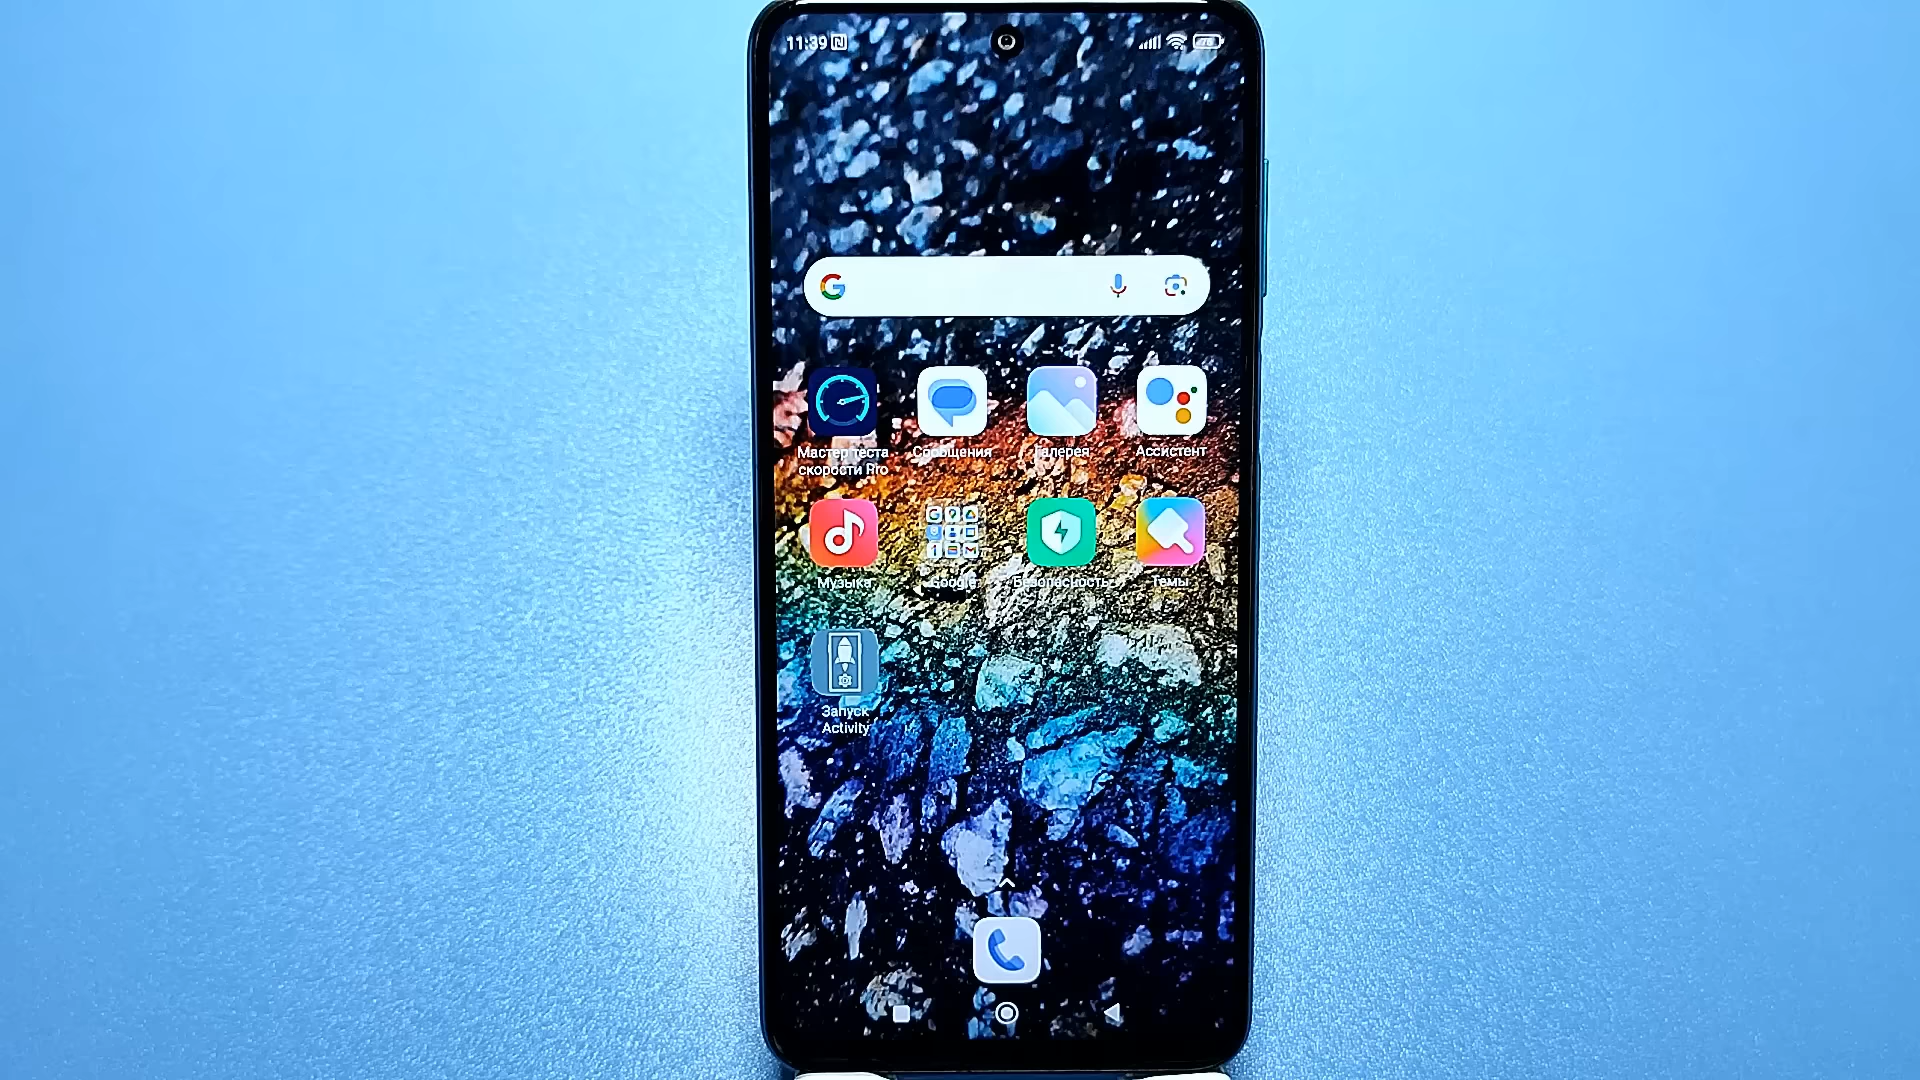 11:39
Мастер теста
скорости Pro
Сообщения
Галерея
Ассистент
Музыка
Google
Безопасность
Темы
Запуск
Activity